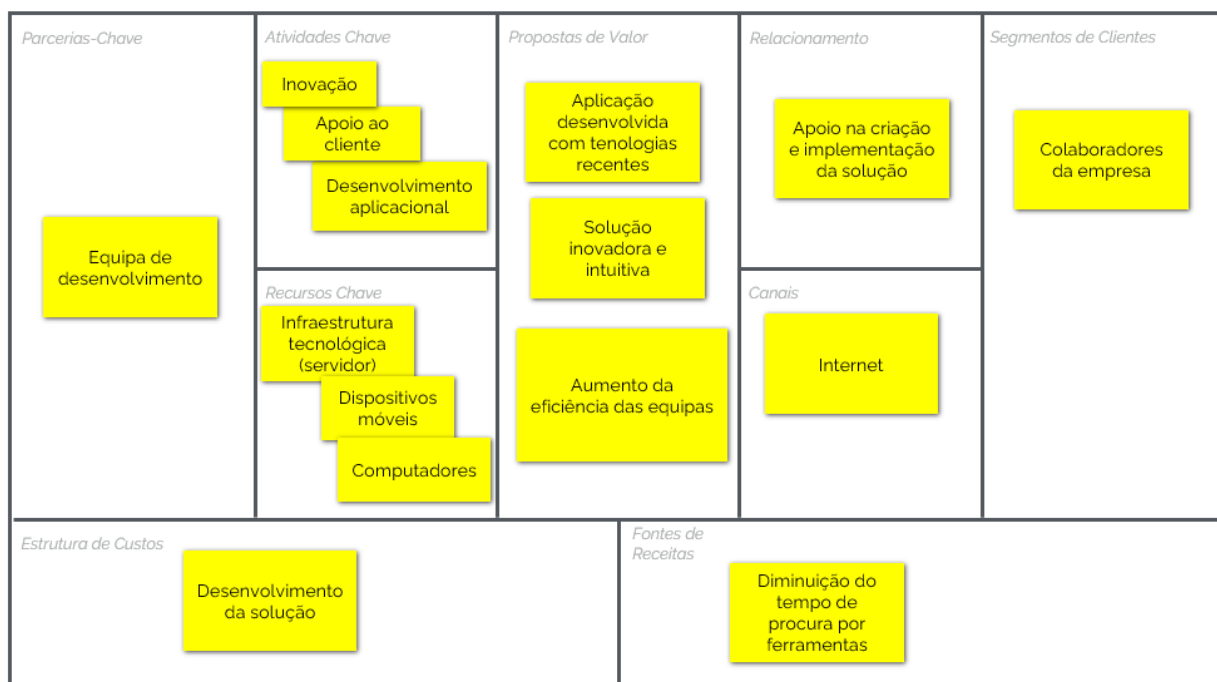 Parcerias-Chave
Equipa de
desenvolvimento
Atividades Chave
Inovação
Apoio ao
cliente
Desenvolvimento
aplicacional
Recursos Chave
Infraestrutura
tecnológica
(servidor)
Dispositivos
móveis
Computadores
Propostas de Valor
Aplicação
desenvolvida
com tenologias
recentes
Solução
inovadora e
intuitiva
Aumento da
eficiência das equipas
Relacionamento
Apoio na criação
e implementação
da solução
Canais
Internet
Segmentos de Clientes
Colaboradores
da empresa
Estrutura de Custos
Desenvolvimento
da solução
Fontes de
Receitas
Diminuição do
tempo de
procura por
ferramentas